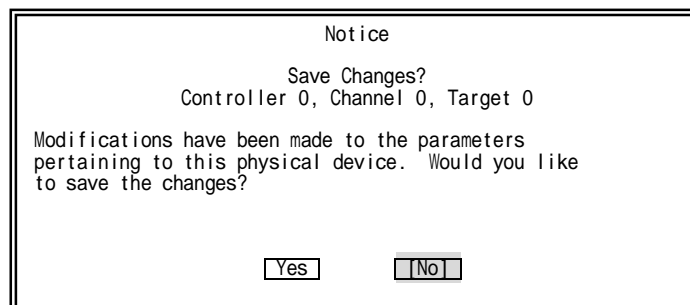 Notice
Save Changes?
Controller 0, Channel 0, Target 0
Modifications have been made to the parameters
pertaining to this physical device.  Would you like
to save the changes?
Yes [No]